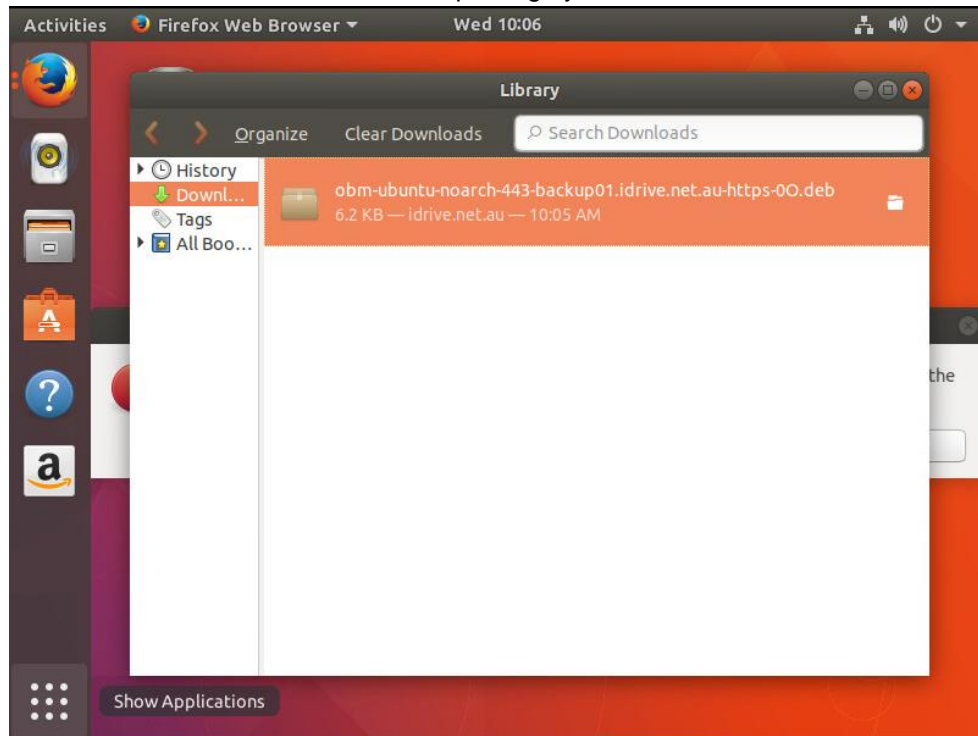 Activities Firefox Web Browser Wed 10:06
Library
Organize Clear Downloads Search Downloads
History
Downl...
Tags
All Boo...
obm-ubuntu-noarch-443-backup01.idrive.net.au-https-0O.deb
6.2 KB — idrive.net.au — 10:05 AM
the
Show Applications